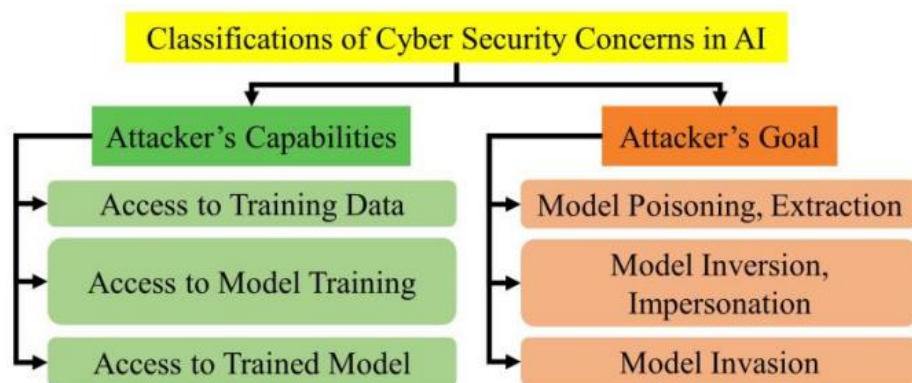 Classifications of Cyber Security Concerns in AI
Attacker’s Capabilities
Access to Training Data
Access to Model Training
Access to Trained Model
Attacker’s Goal
Model Poisoning, Extraction
Model Inversion,
Impersonation
Model Invasion